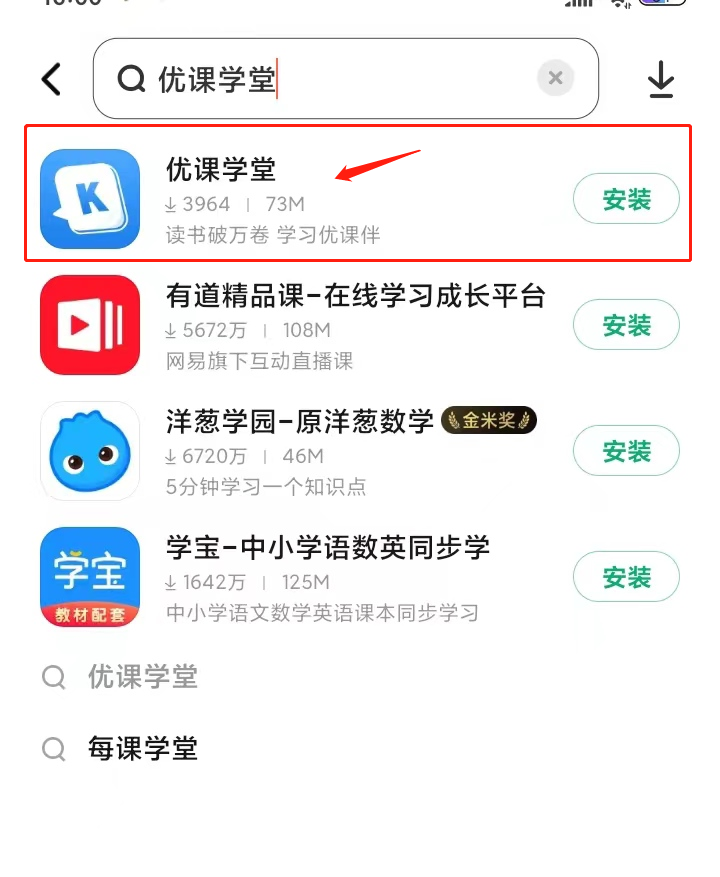 优课学堂
优课学堂
3964 | 73M
读书破万卷 学习优课伴
安装
有道精品课-在线学习成长平台
5672万 | 108M
网易旗下互动直播课
安装
洋葱学园-原洋葱数学 金米奖
6720万 | 46M
5分钟学习一个知识点
安装
学宝
教材配套
学宝-中小学语数英同步学
1642万 | 125M
中小学语文数学英语课本同步学习
安装
优课学堂
每课学堂